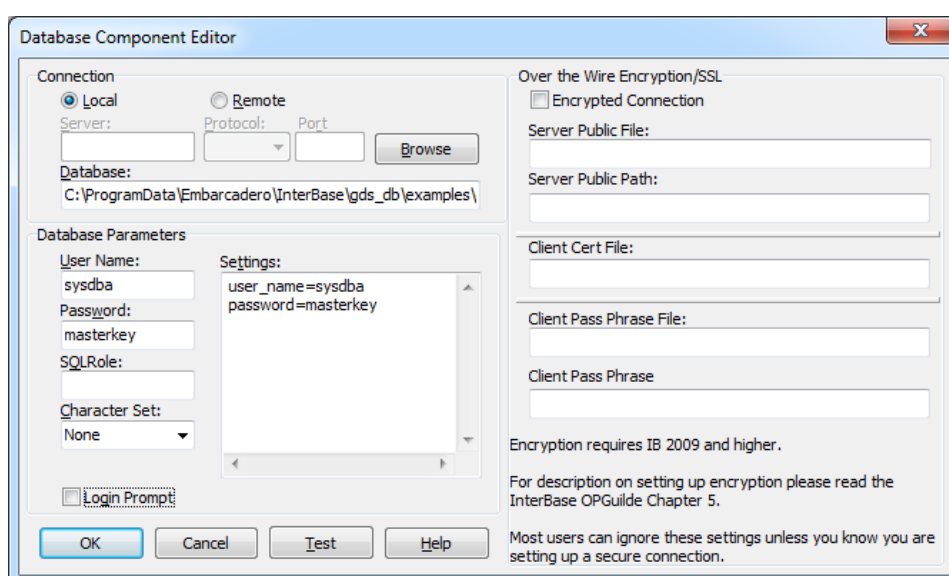 Database Component Editor
Connection
Local
Remote
Server:
Protocol:
Port
Browse
Database:
C:\ProgramData\Embarcadero\InterBase\gds_db\examples\
Database Parameters
User Name:
sysdba
Password:
masterkey
SQLRole:
Character Set:
None
Settings:
user_name=sysdba
password=masterkey
Login Prompt
OK
Cancel
Test
Help
Over the Wire Encryption/SSL
Encrypted Connection
Server Public File:
Server Public Path:
Client Cert File:
Client Pass Phrase File:
Client Pass Phrase
Encryption requires IB 2009 and higher.
For description on setting up encryption please read the
InterBase OPGuilde Chapter 5.
Most users can ignore these settings unless you know you are
setting up a secure connection.